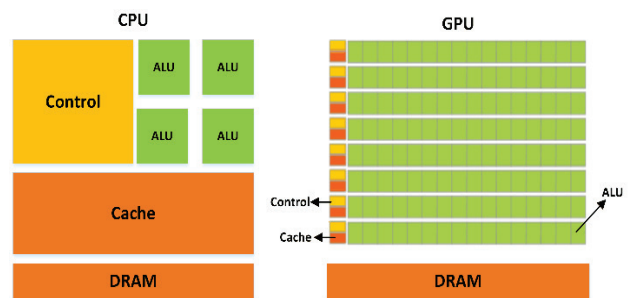 CPU
Control
ALU
ALU
ALU
ALU
Cache
DRAM
GPU
Control
Cache
ALU
DRAM